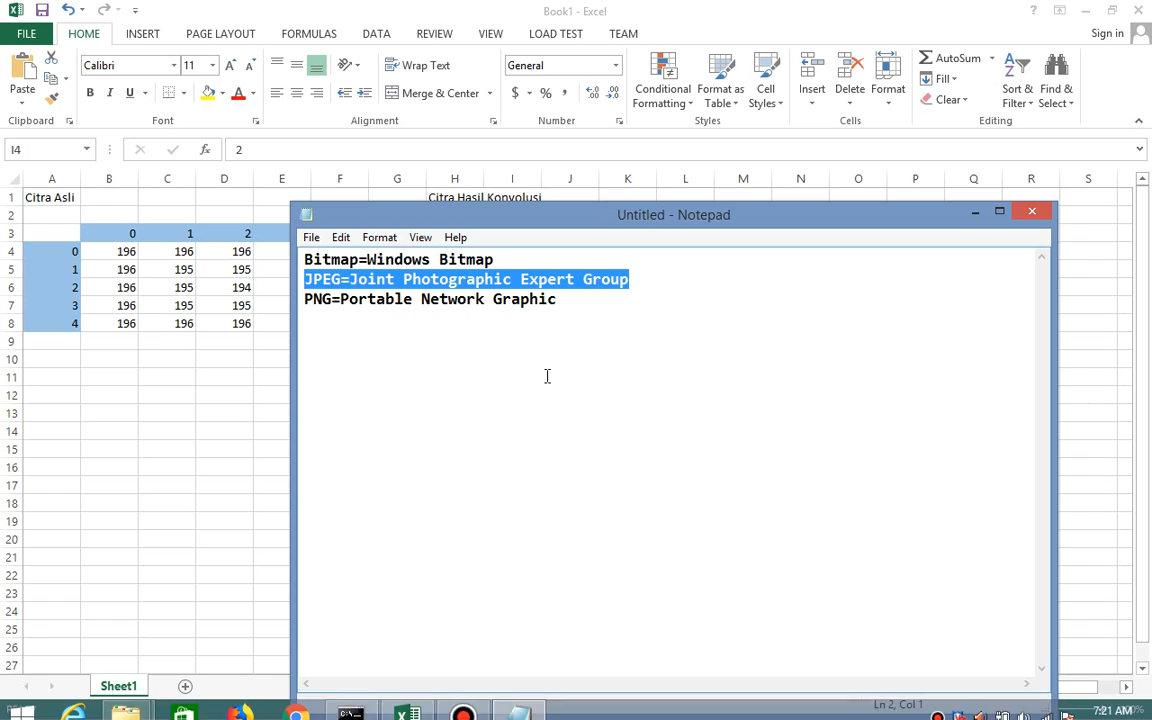 Book1 - Excel
FILE HOME INSERT PAGE LAYOUT FORMULAS DATA REVIEW VIEW LOAD TEST TEAM Sign in
Calibri 11 Wrap Text General AutoSum
Fill
Paste B I U Merge & Center $ % Conditional Formatting Format as Table Cell Styles Insert Delete Format Clear Sort & Filter Find & Select
Clipboard Font Alignment Number Styles Cells Editing
I4 fx 2
A B C D E F G H I J K L M N O P Q R S
1 Citra Asli Citra Hasil Konvolusi
2
3 0 1 2
4 0 196 196 196
5 1 196 195 195
6 2 196 195 194
7 3 196 195 195
8 4 196 196 196
9
10
11
12
13
14
15
16
17
18
19
20
21
22
23
24
25
26
27
Untitled - Notepad
File Edit Format View Help
Bitmap=Windows Bitmap
JPEG=Joint Photographic Expert Group
PNG=Portable Network Graphic
Ln 2, Col 1
Sheet1
7:21 AM